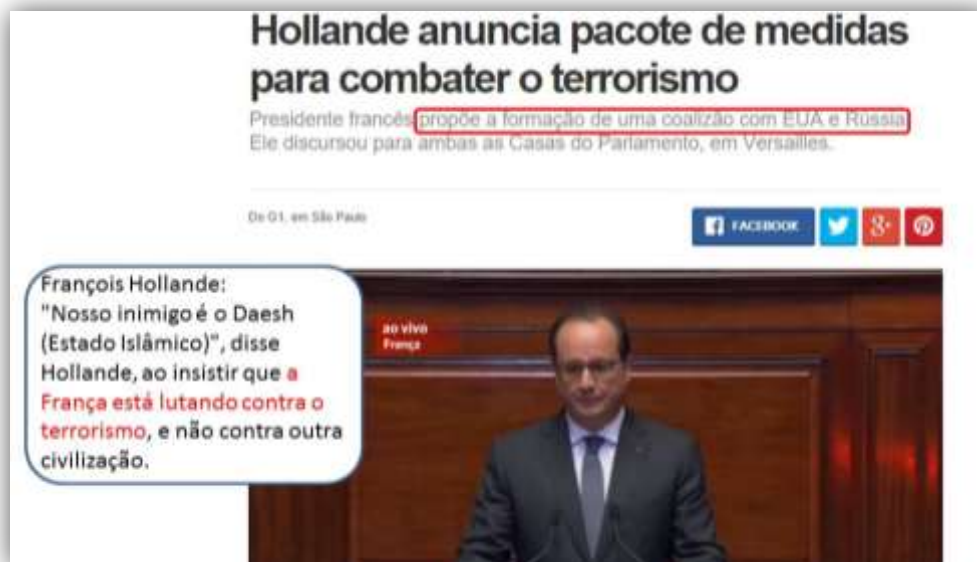 Hollande anuncia pacote de medidas
para combater o terrorismo
Presidente francês propõe a formação de uma coalizão com EUA e Rússia
Ele discursou para ambas as Casas do Parlamento, em Versailles.
Do G1, em São Paulo
FACEBOOK
8+
François Hollande:
"Nosso inimigo é o Daesh
(Estado Islâmico)", disse
Hollande, ao insistir que a
França está lutando contra o
terrorismo, e não contra outra
civilização.
ao vivo
França